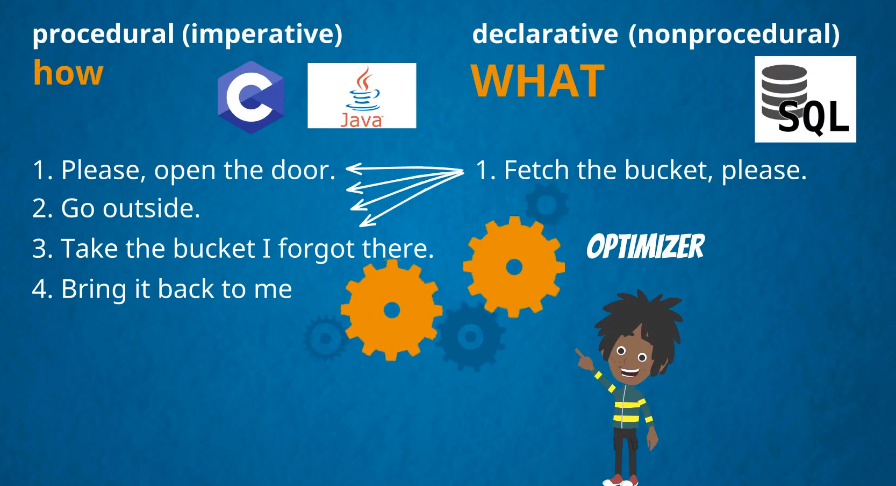 procedural (imperative)
how
C
Java
1. Please, open the door.
2. Go outside.
3. Take the bucket I forgot there.
4. Bring it back to me
declarative (nonprocedural)
WHAT
SQL
1. Fetch the bucket, please.
OPTIMIZER